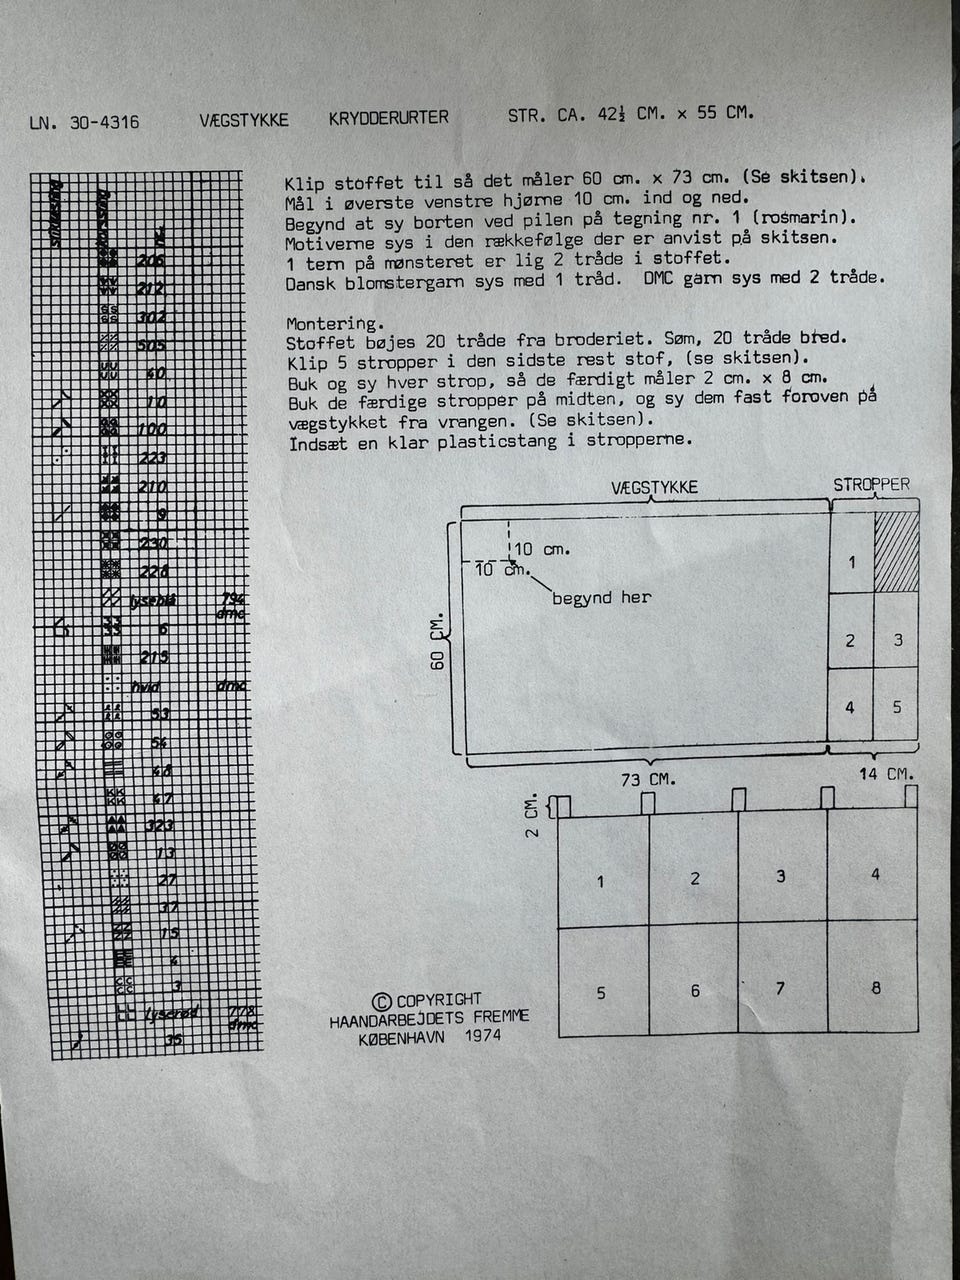 LN. 30-4316 VÆGSTYKKE KRYDDERURTER STR. CA. 42½ CM. x 55 CM.
Klip stoffet til så det måler 60 cm. x 73 cm. (Se skitsen).
Mål i øverste venstre hjørne 10 cm. ind og ned.
Begynd at sy borten ved pilen på tegning nr. 1 (rosmarin).
Motiverne sys i den rækkefølge der er anvist på skitsen.
1 tern på mønsteret er lig 2 tråde i stoffet.
Dansk blomstergarn sys med 1 tråd. DMC garn sys med 2 tråde.
Montering.
Stoffet bøjes 20 tråde fra broderiet. Søm, 20 tråde bred.
Klip 5 stropper i den sidste rest stof, (se skitsen).
Buk og sy hver strop, så de færdigt måler 2 cm. x 8 cm.
Buk de færdige stropper på midten, og sy dem fast foroven på
vægstykket fra vrangen. (Se skitsen).
Indsæt en klar plasticstang i stropperne.
stikkesting korssting nr.
206
212
302
505
40
10
100
223
210
9
230
228
lyseblå 794
dmc
6
215
hvid dmc
53
54
48
47
323
13
27
37
15
4
3
lyserød 778
dmc
35
VÆGSTYKKE STROPPER
10 cm.
10 cm.
begynd her
60 CM.
1
2 3
4 5
73 CM. 14 CM.
2 CM.
1 2 3 4
5 6 7 8
© COPYRIGHT
HAANDARBEJDETS FREMME
KØBENHAVN 1974